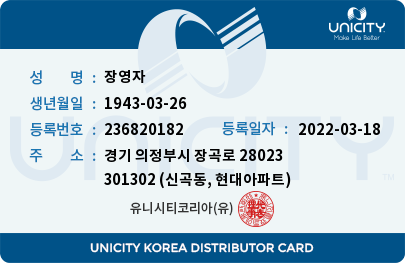 UNICITY
Make Life Better
성 명 : 장영자
생년월일 : 1943-03-26
등록번호 : 236820182 등록일자 : 2022-03-18
주 소 : 경기 의정부시 장곡로 28023
301302 (신곡동, 현대아파트)
유니시티코리아(유)
UNICITY
UNICITY KOREA DISTRIBUTOR CARD